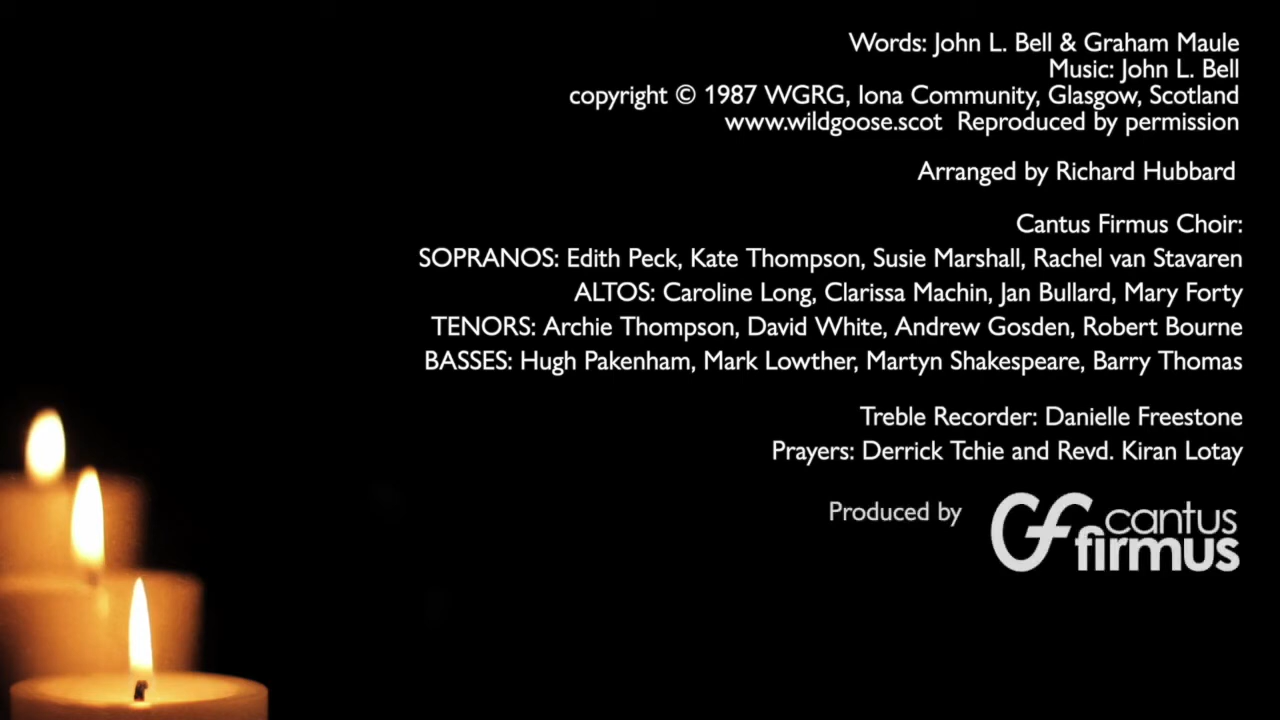 Words: John L. Bell & Graham Maule
Music: John L. Bell
copyright © 1987 WGRG, Iona Community, Glasgow, Scotland
www.wildgoose.scot  Reproduced by permission
Arranged by Richard Hubbard
Cantus Firmus Choir:
SOPRANOS: Edith Peck, Kate Thompson, Susie Marshall, Rachel van Stavaren
ALTOS: Caroline Long, Clarissa Machin, Jan Bullard, Mary Forty
TENORS: Archie Thompson, David White, Andrew Gosden, Robert Bourne
BASSES: Hugh Pakenham, Mark Lowther, Martyn Shakespeare, Barry Thomas
Treble Recorder: Danielle Freestone
Prayers: Derrick Tchie and Revd. Kiran Lotay
Produced by
cf cantus
firmus